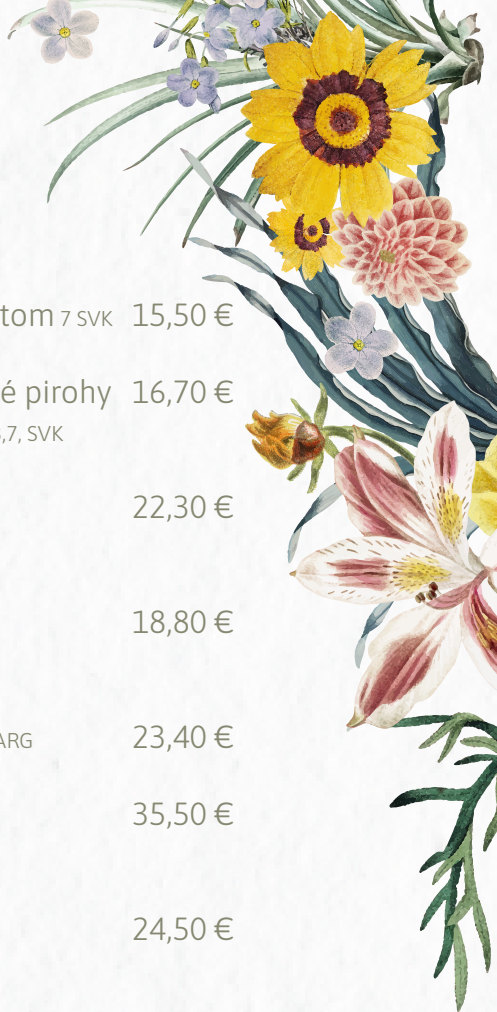 tom 7 SVK 15,50 €
é pirohy 16,70 €
,7, SVK
22,30 €
18,80 €
ARG 23,40 €
35,50 €
24,50 €